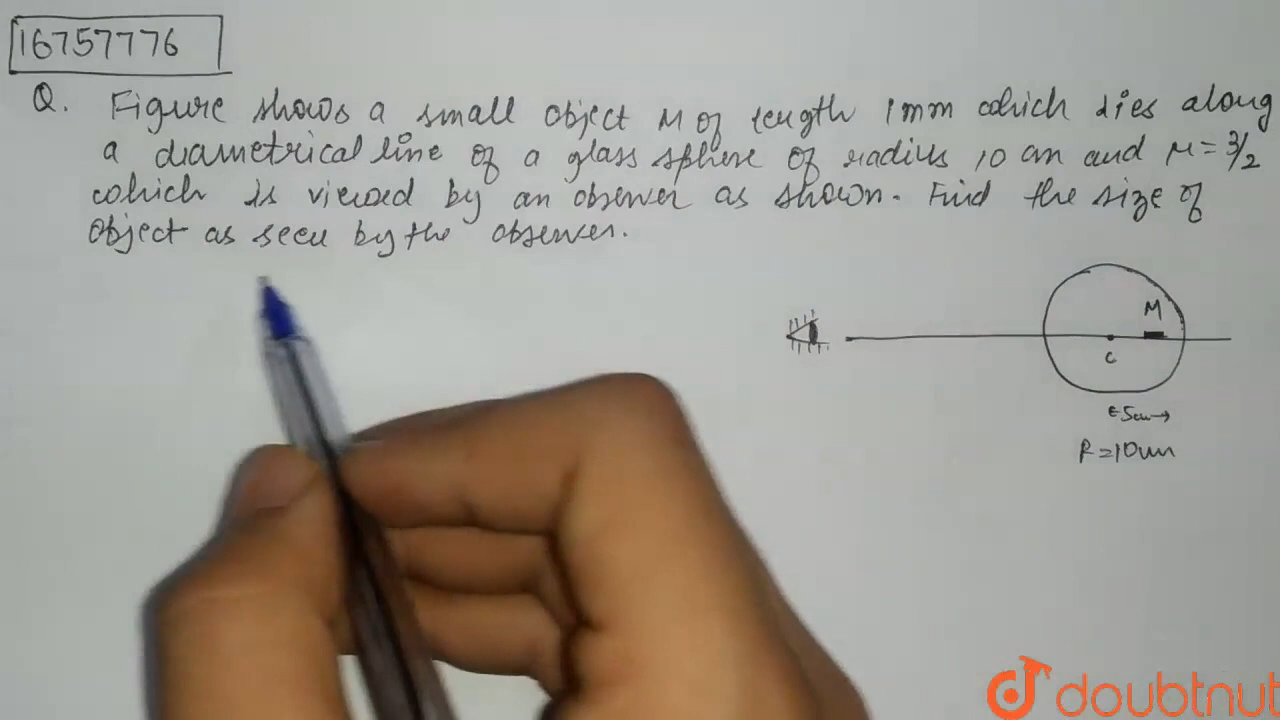 16757776
Q. Figure shows a small object M of length 1mm which lies along
a diametrical line of a glass sphere of radius 10 cm and μ = 3/2
which is viewed by an observer as shown. Find the size of
object as seen by the observer.
M
C
5cm
R = 10cm
doubtnut